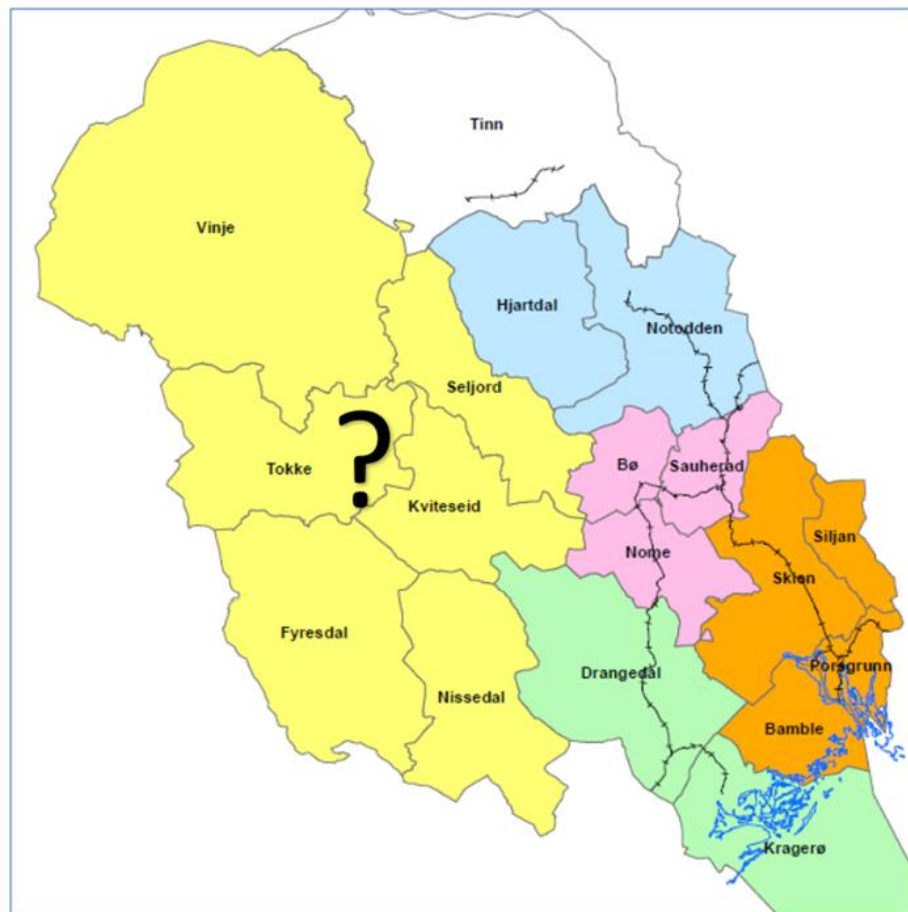 Tinn
Vinje
Hjartdal
Notodden
Seljord
Tokke
?
Bø
Sauherad
Kviteseid
Nome
Siljan
Skien
Fyresdal
Drangedal
Porsgrunn
Nissedal
Bamble
Kragerø